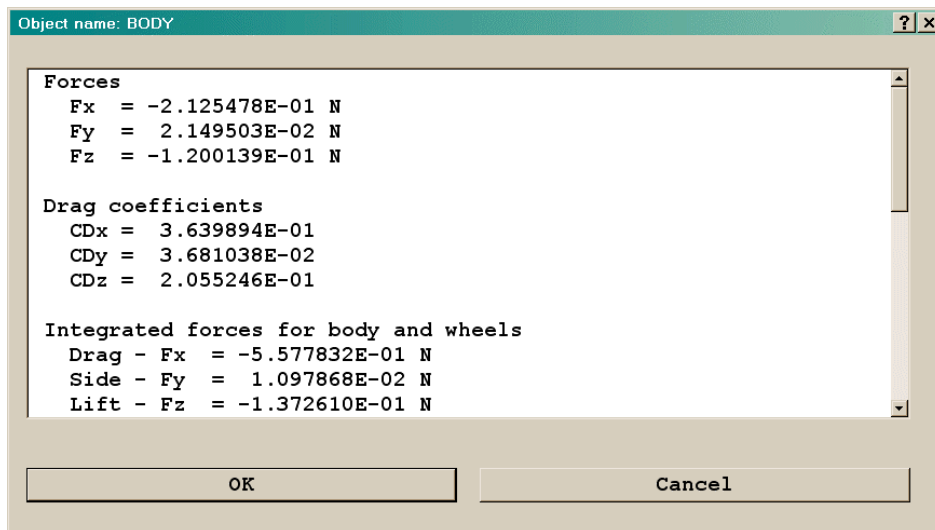 Object name: BODY
Forces
Fx = -2.125478E-01 N
Fy = 2.149503E-02 N
Fz = -1.200139E-01 N
Drag coefficients
CDx = 3.639894E-01
CDy = 3.681038E-02
CDz = 2.055246E-01
Integrated forces for body and wheels
Drag - Fx = -5.577832E-01 N
Side - Fy = 1.097868E-02 N
Lift - Fz = -1.372610E-01 N
OK Cancel